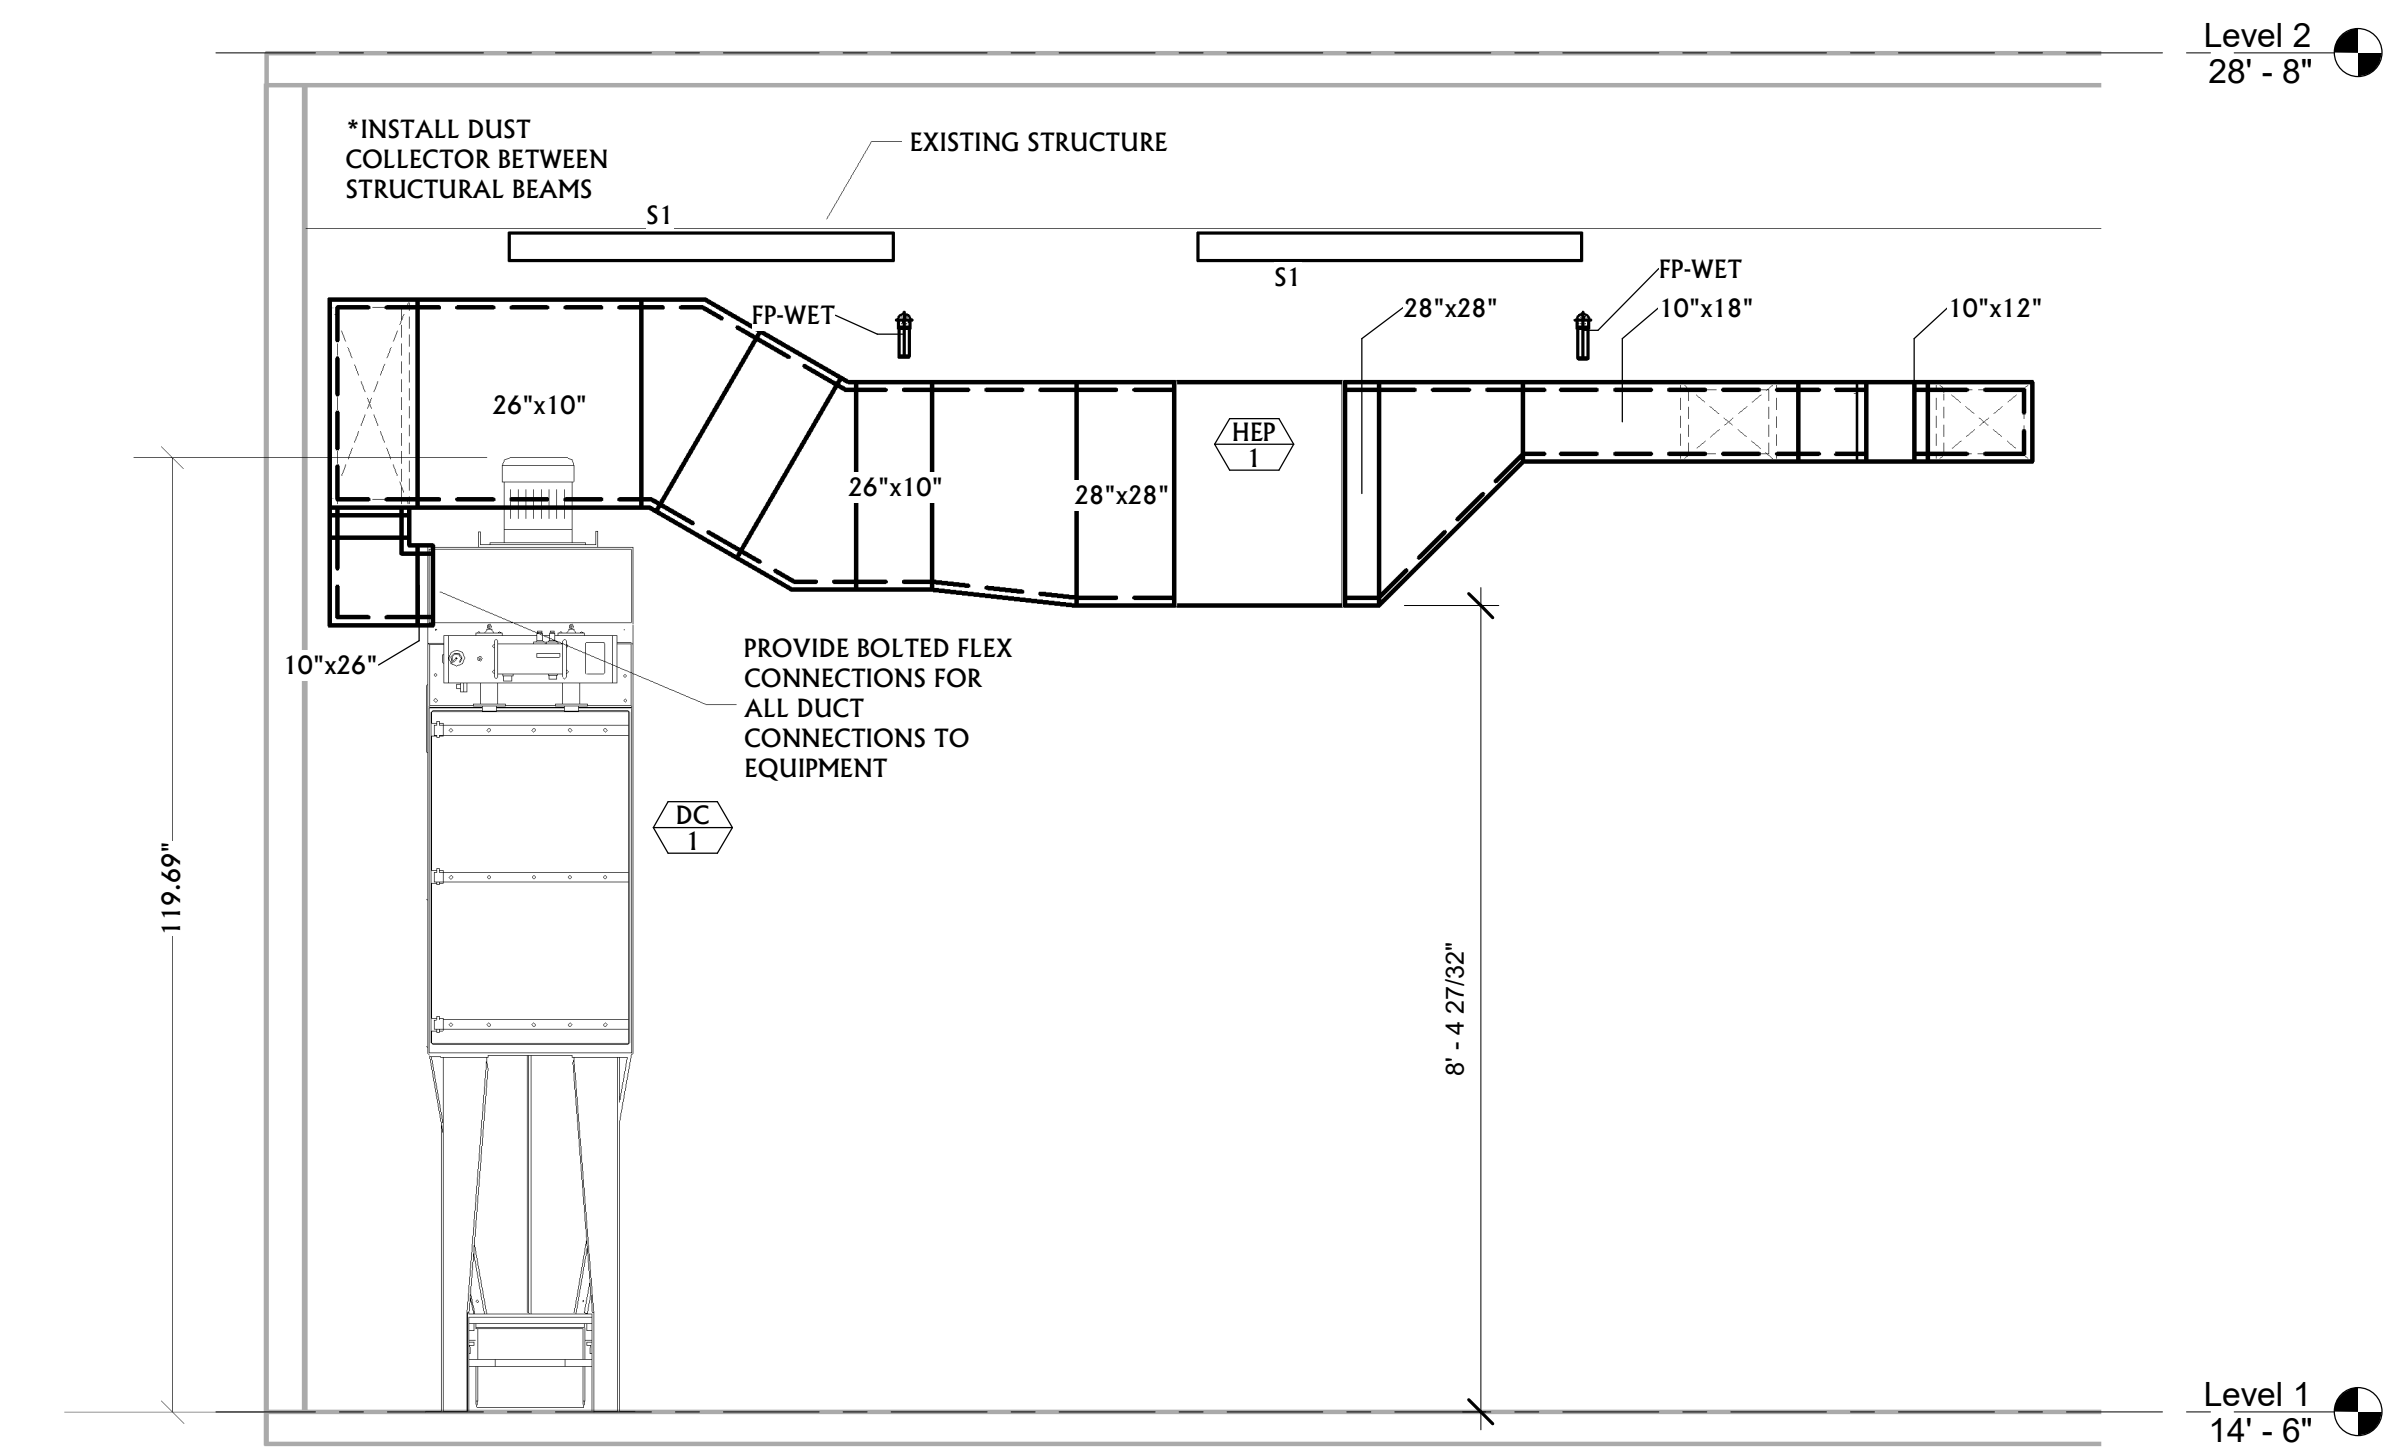 Level 2
28' - 8"
*INSTALL DUST
COLLECTOR BETWEEN
STRUCTURAL BEAMS
EXISTING STRUCTURE
S1
S1
FP-WET
FP-WET
28"x28"
10"x18"
10"x12"
26"x10"
HEP
1
26"x10"
28"x28"
10"x26"
PROVIDE BOLTED FLEX
CONNECTIONS FOR
ALL DUCT
CONNECTIONS TO
EQUIPMENT
DC
1
119.69"
8' - 4 27/32"
Level 1
14' - 6"